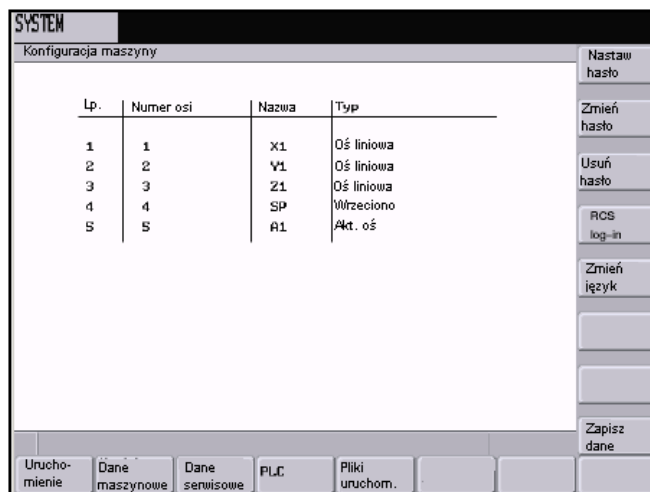 SYSTEM
Konfiguracja maszyny
Lp. Numer osi Nazwa Typ
1 1 X1 Oś liniowa
2 2 Y1 Oś liniowa
3 3 Z1 Oś liniowa
4 4 SP Wrzeciono
5 5 A1 Akt. oś
Nastaw
hasło
Zmień
hasło
Usuń
hasło
RCS
log-in
Zmień
język
Zapisz
dane
Urucho-
mienie
Dane
maszynowe
Dane
serwisowe
PLC
Pliki
uruchom.